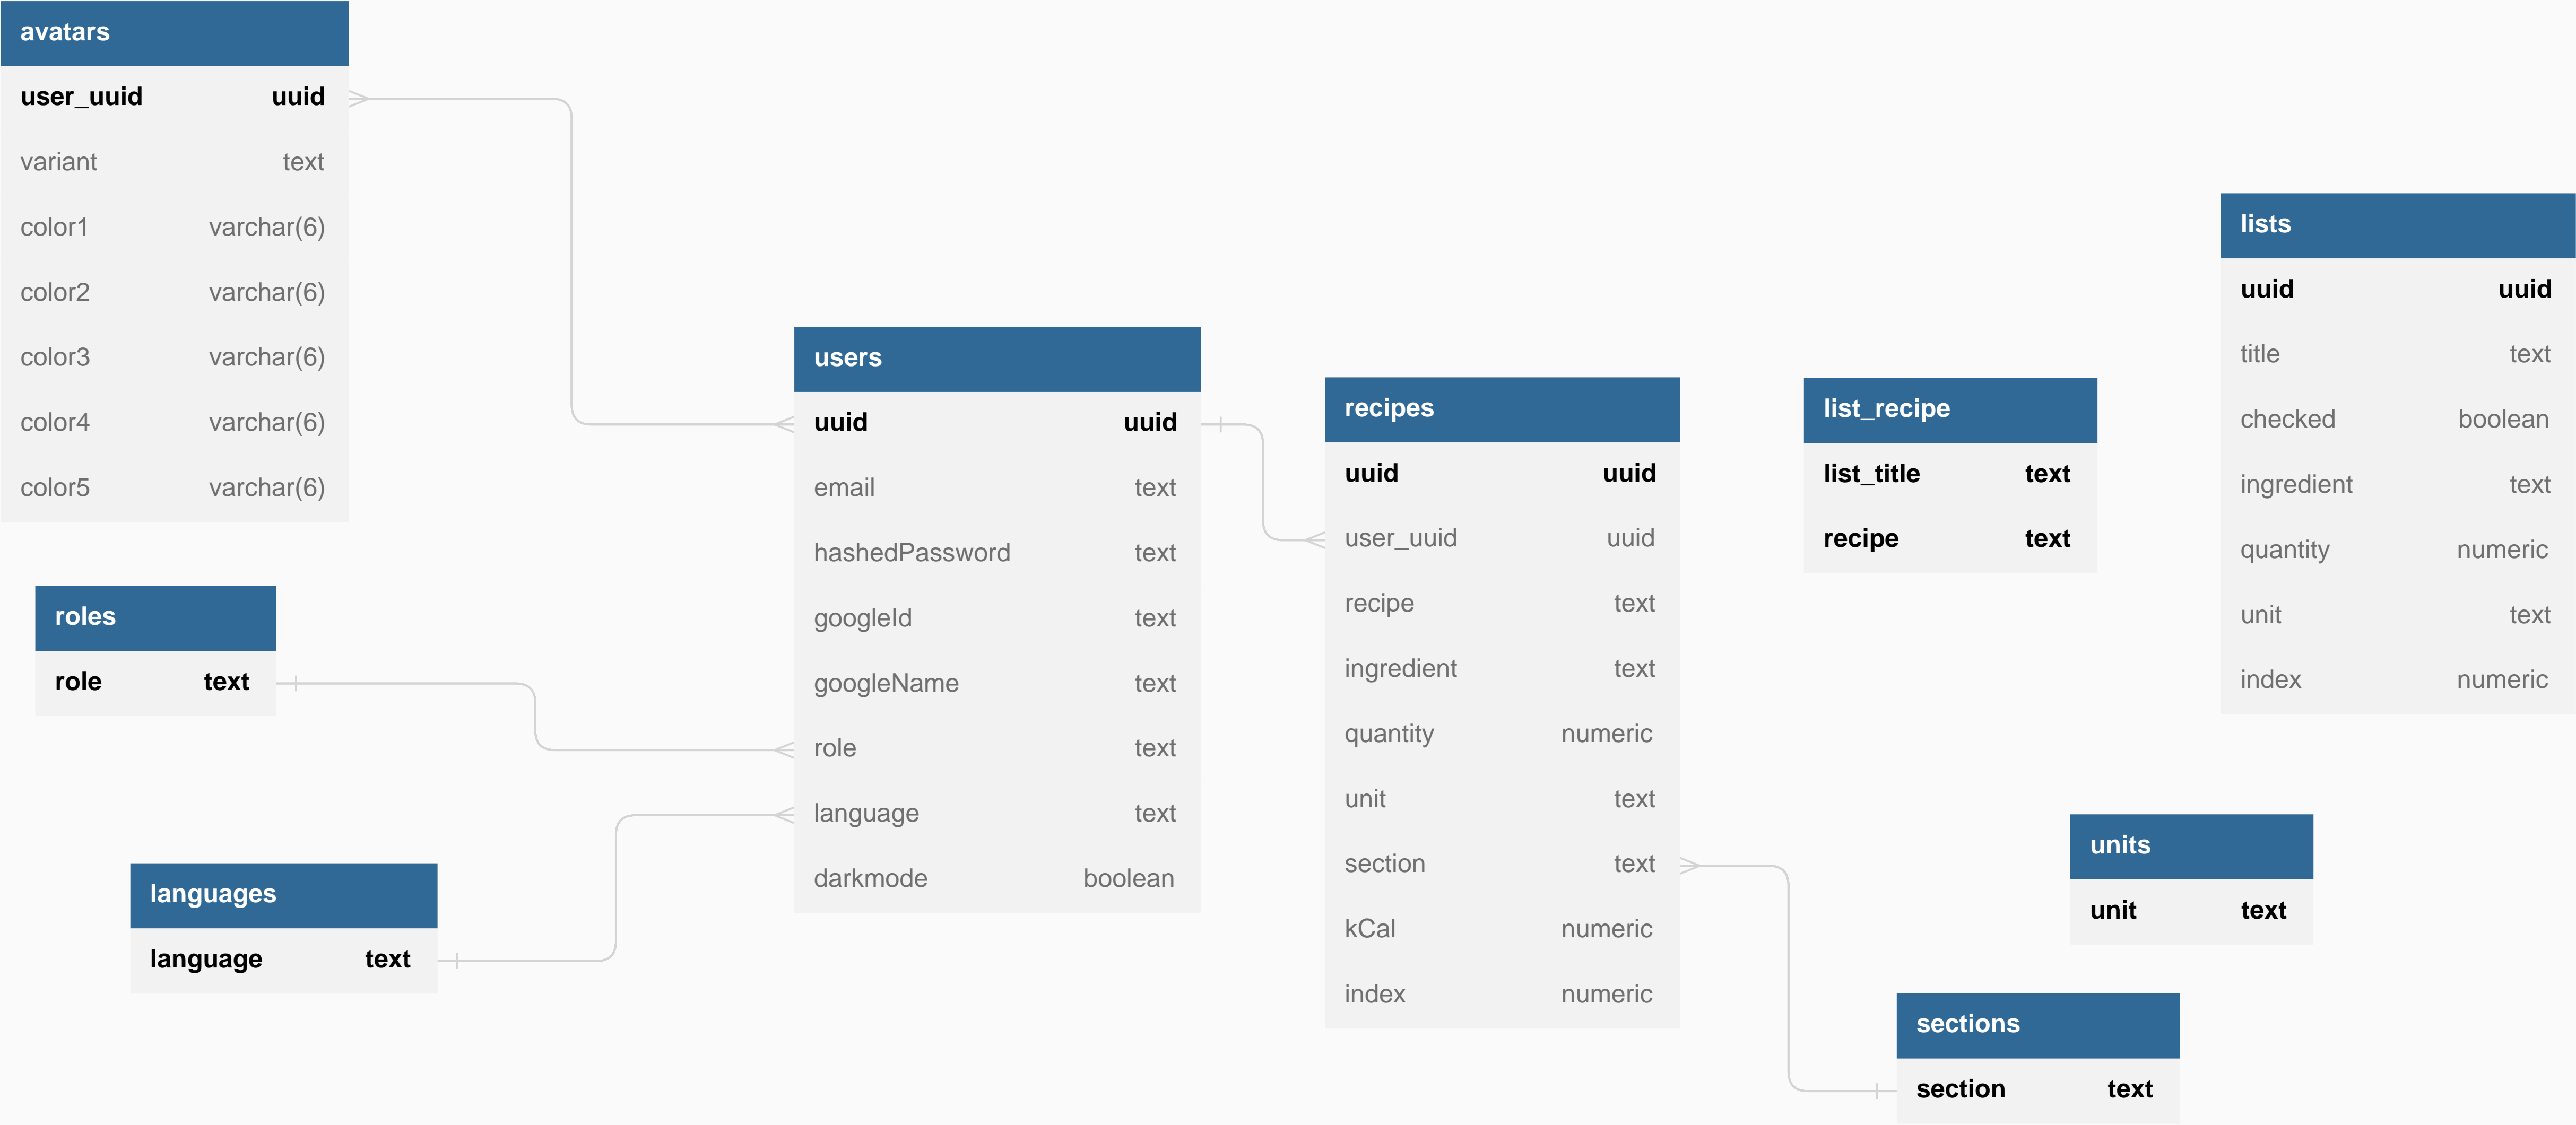 avatars
user_uuid uuid
variant text
color1 varchar(6)
color2 varchar(6)
color3 varchar(6)
color4 varchar(6)
color5 varchar(6)
roles
role text
languages
language text
users
uuid uuid
email text
hashedPassword text
googleId text
googleName text
role text
language text
darkmode boolean
recipes
uuid uuid
user_uuid uuid
recipe text
ingredient text
quantity numeric
unit text
section text
kCal numeric
index numeric
list_recipe
list_title text
recipe text
lists
uuid uuid
title text
checked boolean
ingredient text
quantity numeric
unit text
index numeric
units
unit text
sections
section text